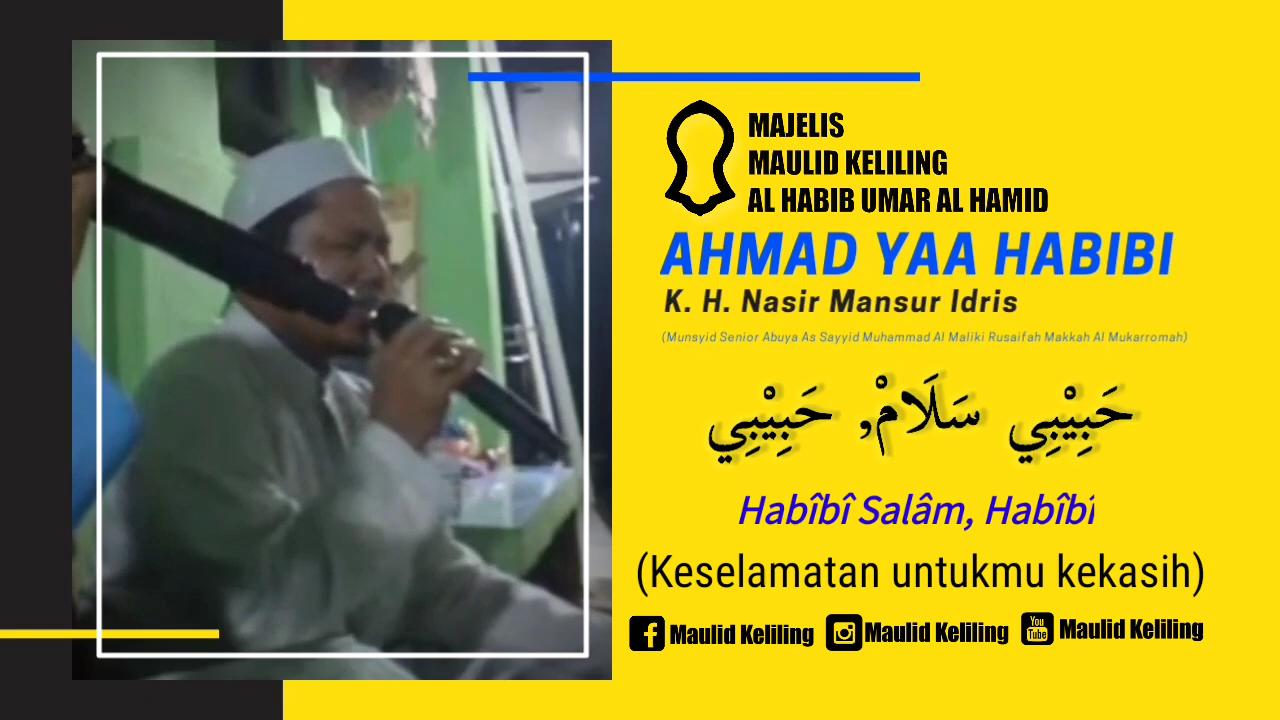 MAJELIS
MAULID KELILING
AL HABIB UMAR AL HAMID
AHMAD YAA HABIBI
K. H. Nasir Mansur Idris
(Munsyid Senior Abuya As Sayyid Muhammad Al Maliki Rusaifah Makkah Al Mukarromah)
حَبِيْبِي سَلَامْ, حَبِيْبِي
Habîbî Salâm, Habîbî
(Keselamatan untukmu kekasih)
Maulid Keliling Maulid Keliling You Tube Maulid Keliling